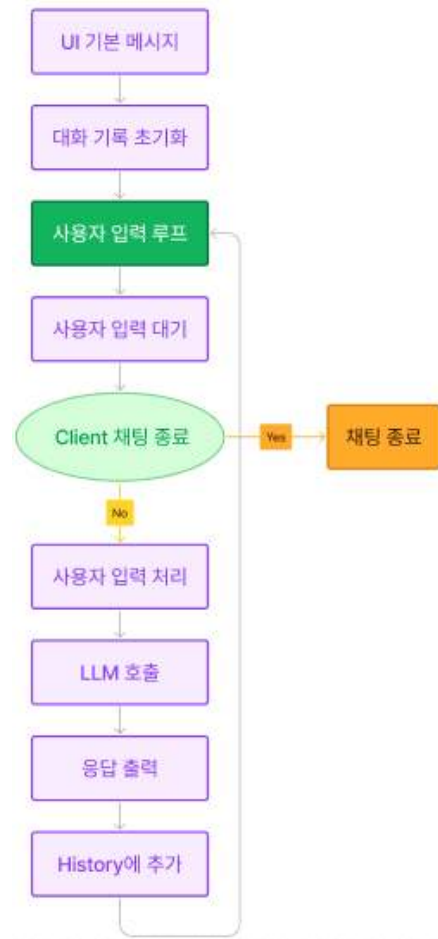 UI 기본 메시지
대화 기록 초기화
사용자 입력 루프
사용자 입력 대기
Client 채팅 종료
Yes
채팅 종료
No
사용자 입력 처리
LLM 호출
응답 출력
History에 추가